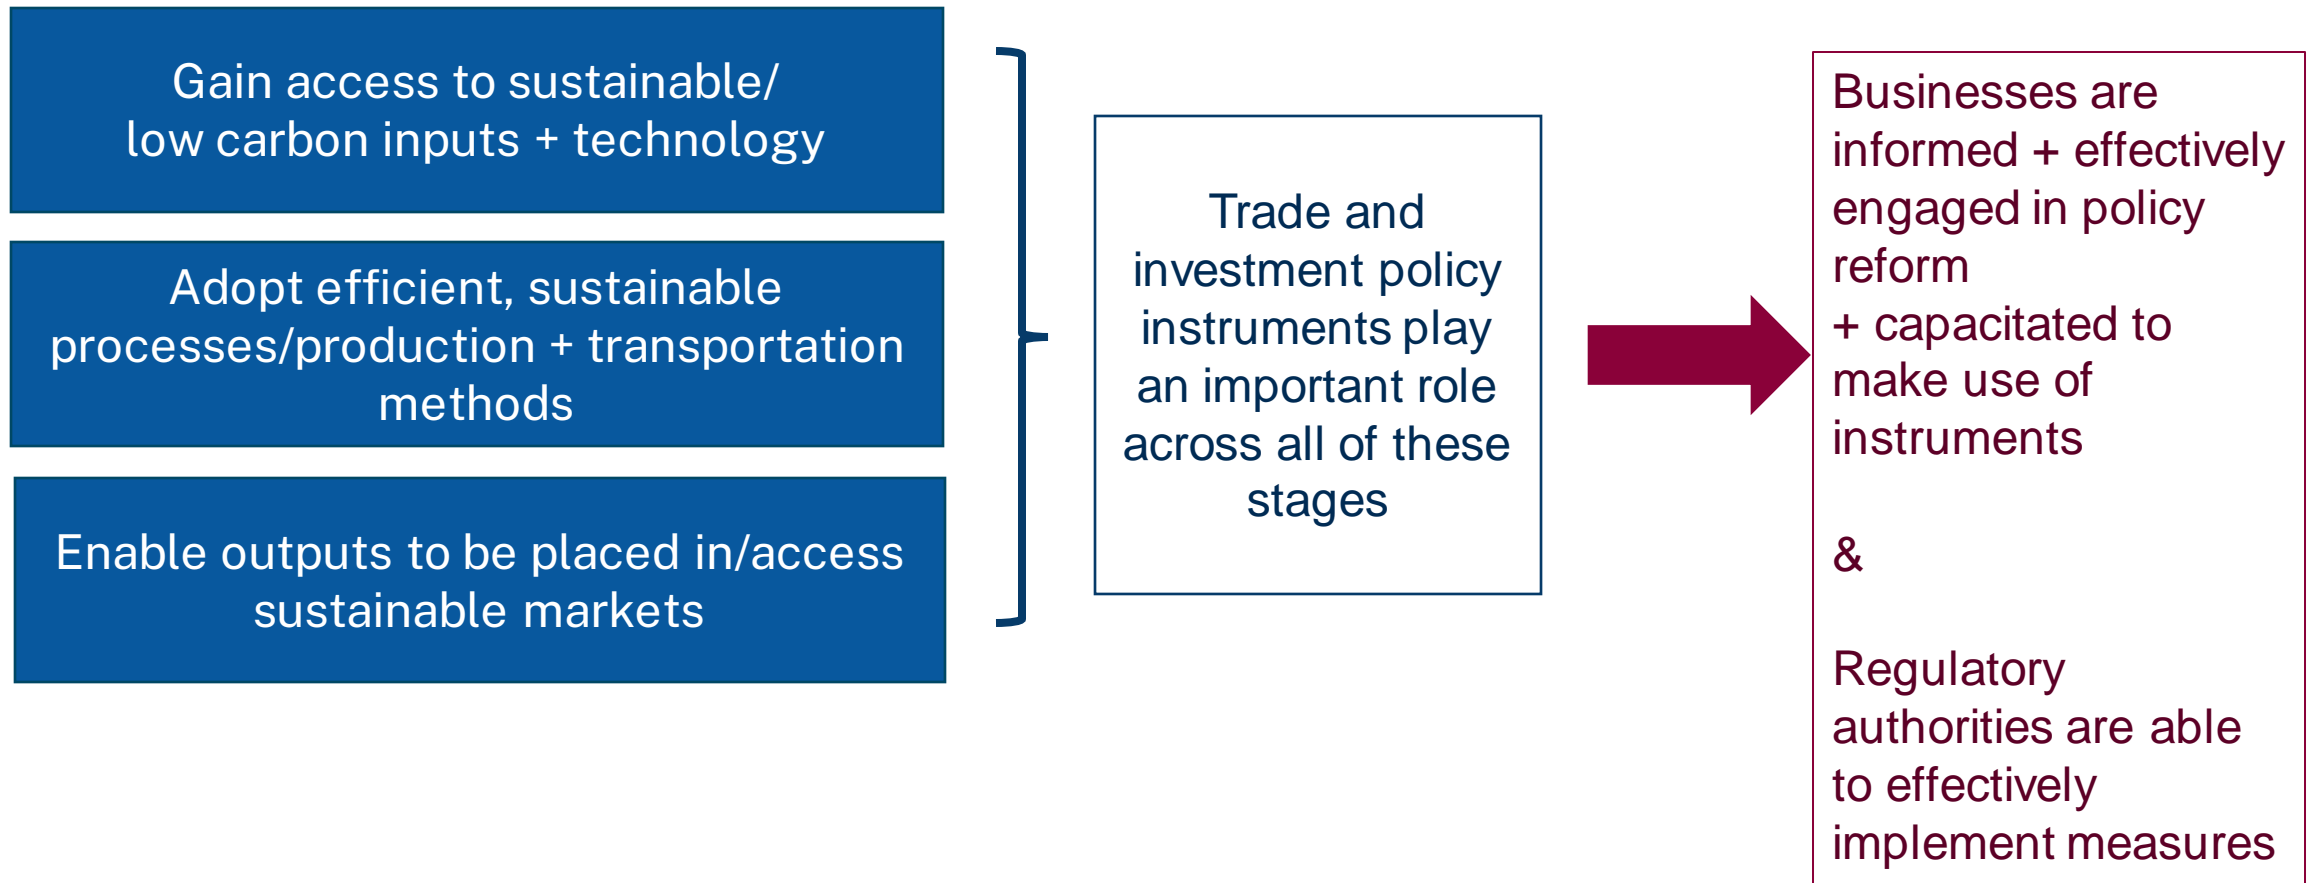 Gain access to sustainable/
low carbon inputs + technology
Adopt efficient, sustainable
processes/production + transportation
methods
Enable outputs to be placed in/access
sustainable markets
Trade and
investment policy
instruments play
an important role
across all of these
stages
Businesses are
informed + effectively
engaged in policy
reform
+ capacitated to
make use of
instruments
&
Regulatory
authorities are able
to effectively
implement measures